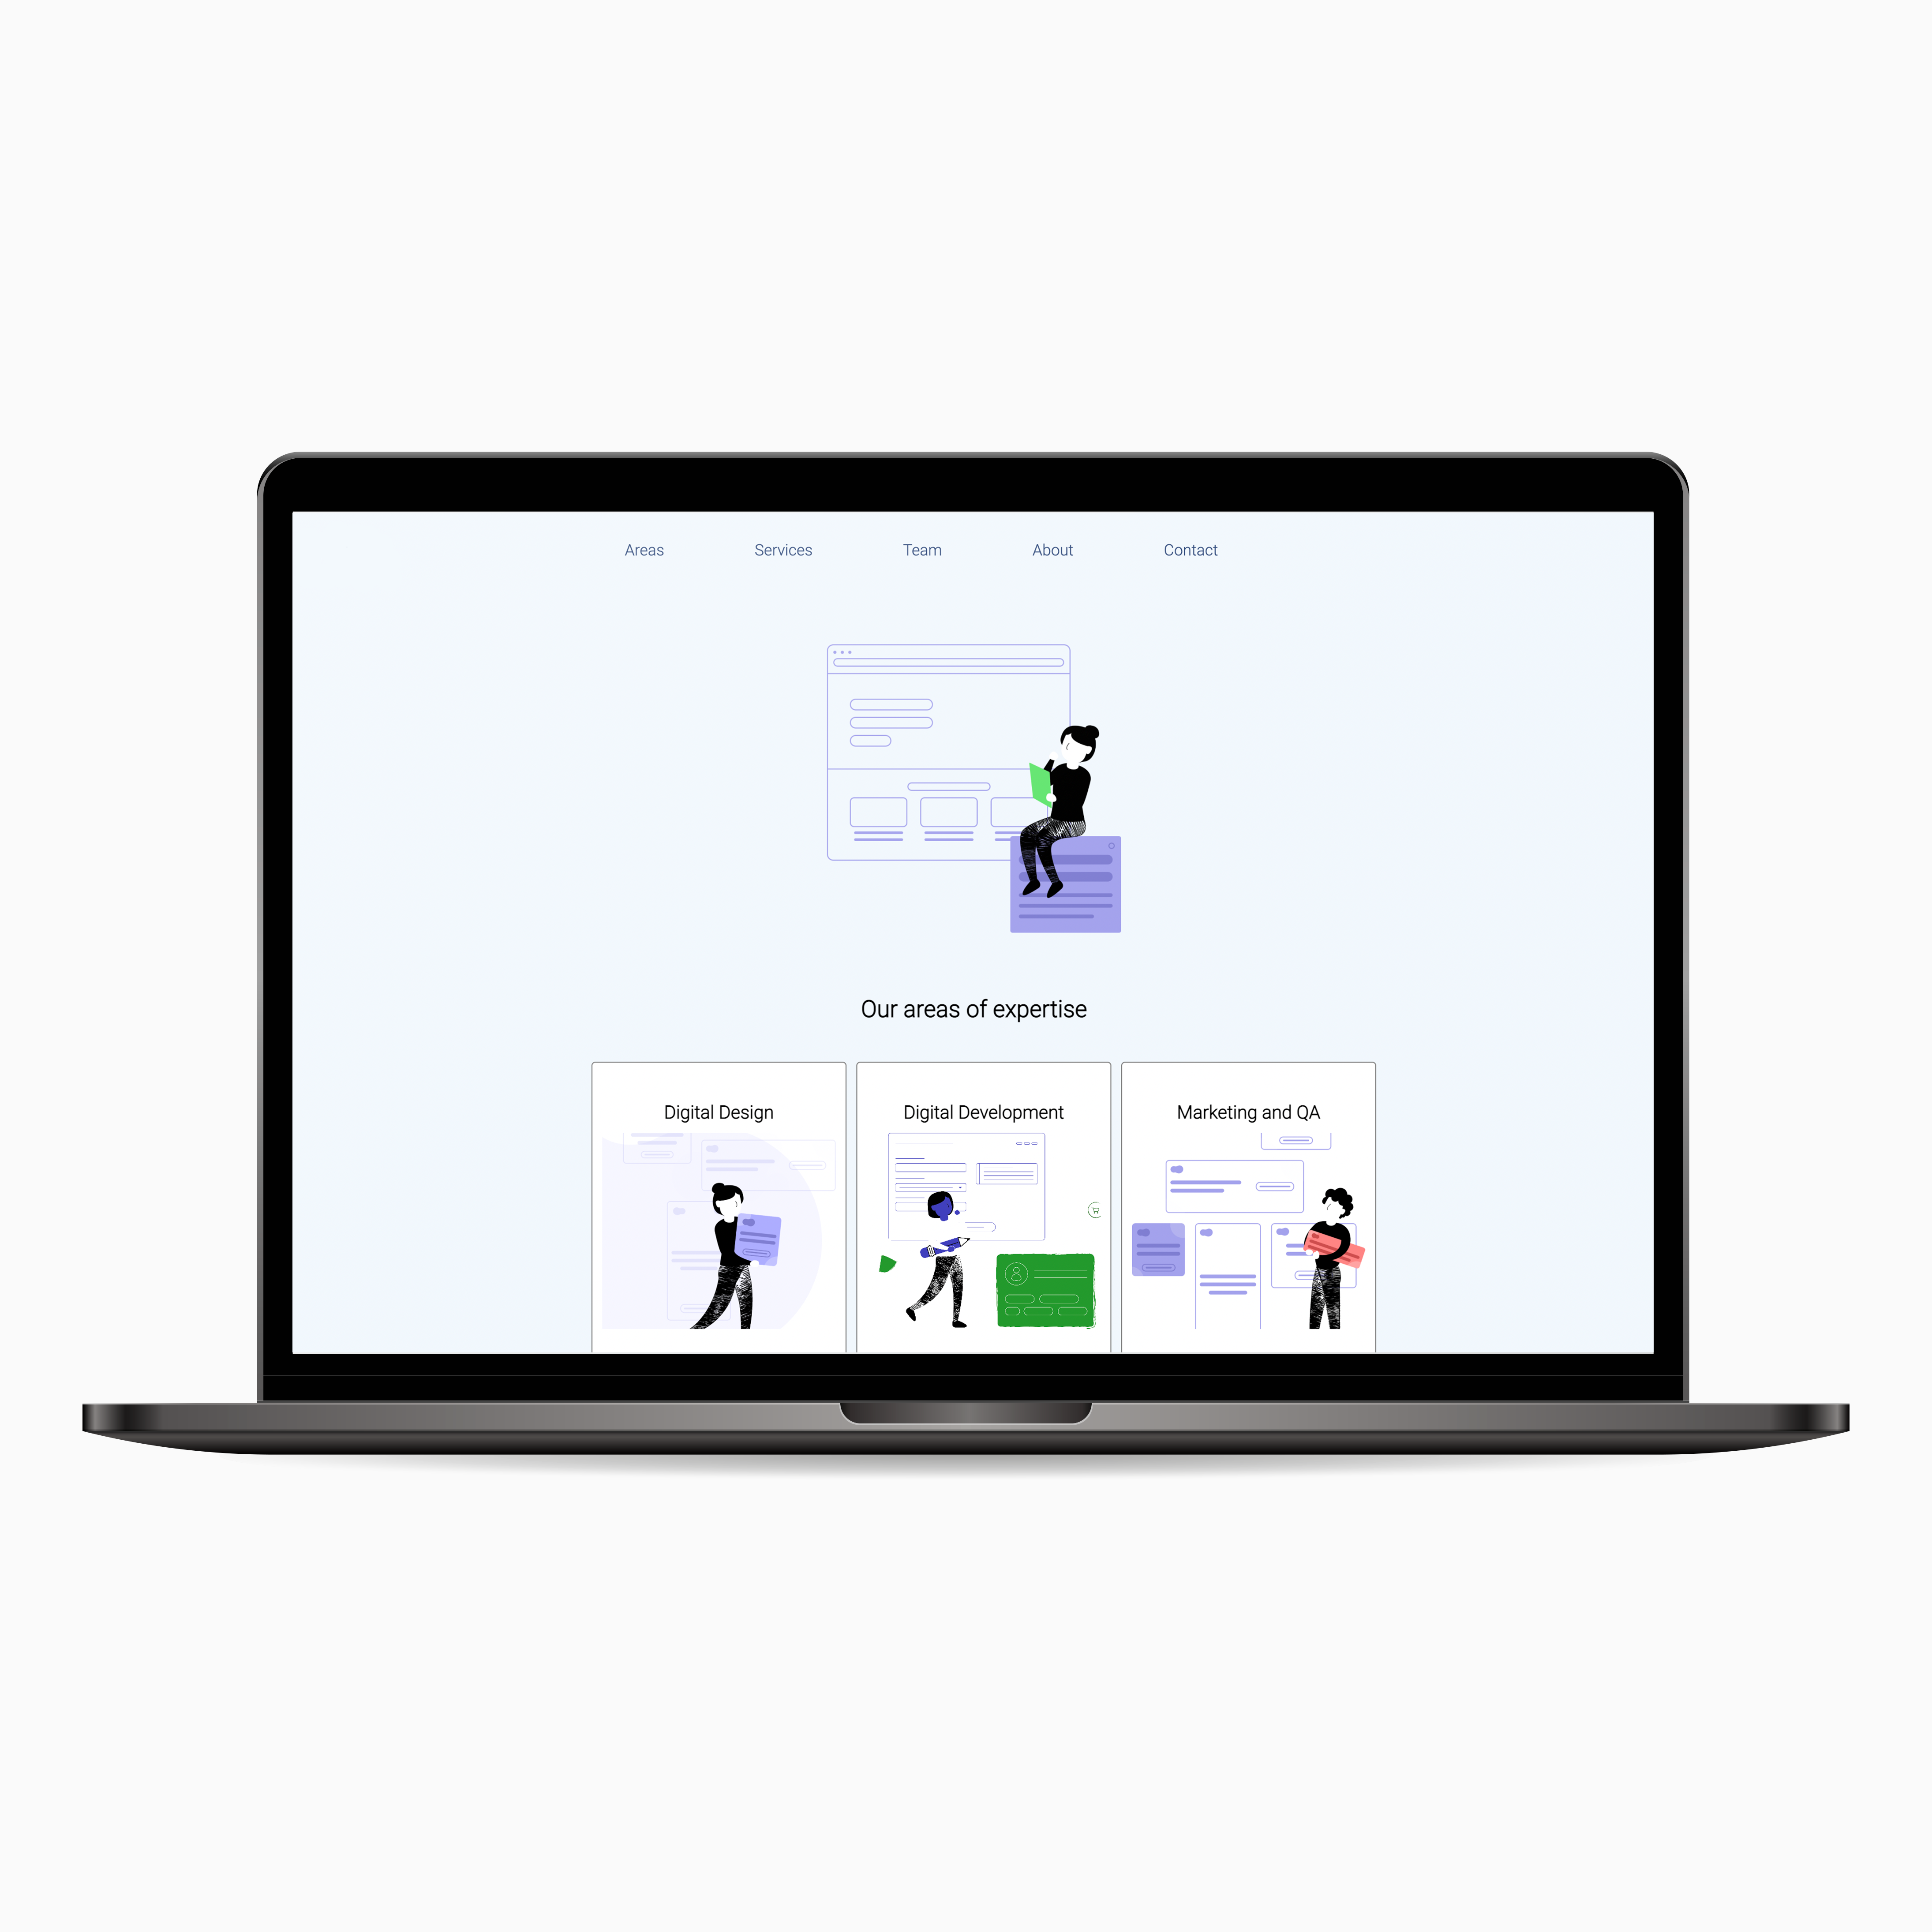 Areas Services Team About Contact
Our areas of expertise
Digital Design
Digital Development
Marketing and QA